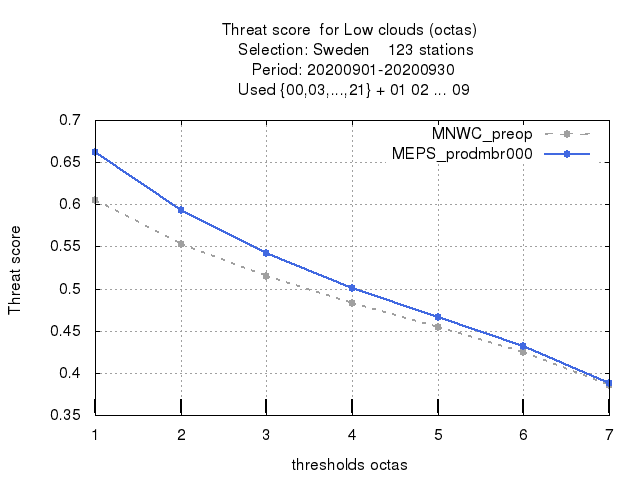 Threat score  for Low clouds (octas)
Selection: Sweden    123 stations
Period: 20200901-20200930
Used {00,03,...,21} + 01 02 ... 09
MNWC_preop
MEPS_prodmbr000
Threat score
0.7
0.65
0.6
0.55
0.5
0.45
0.4
0.35
1 2 3 4 5 6 7
thresholds octas